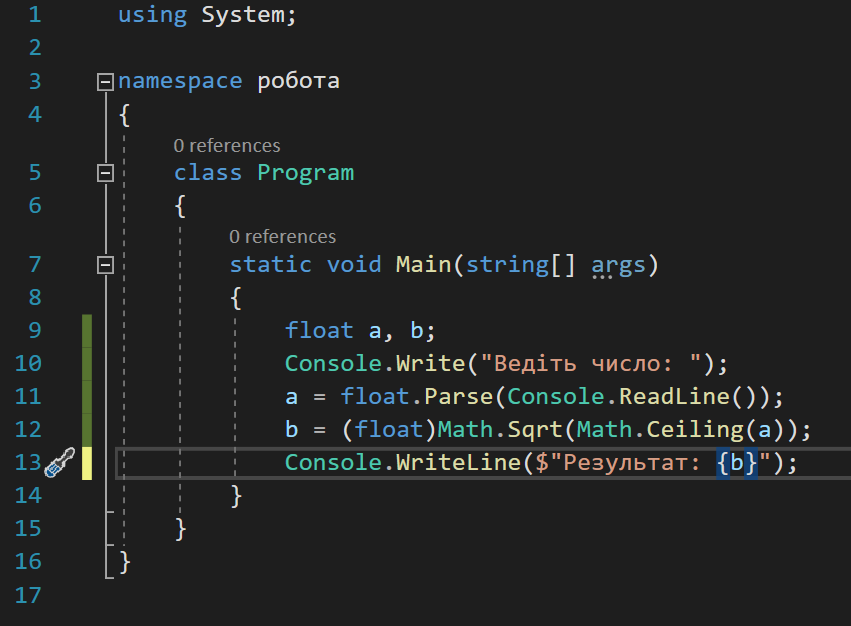 1 using System;
2
3 namespace робота
4 {
0 references
5 class Program
6 {
0 references
7 static void Main(string[] args)
8 {
9 float a, b;
10 Console.Write("Ведіть число: ");
11 a = float.Parse(Console.ReadLine());
12 b = (float)Math.Sqrt(Math.Ceiling(a));
13 Console.WriteLine($"Результат: {b}");
14 }
15 }
16 }
17